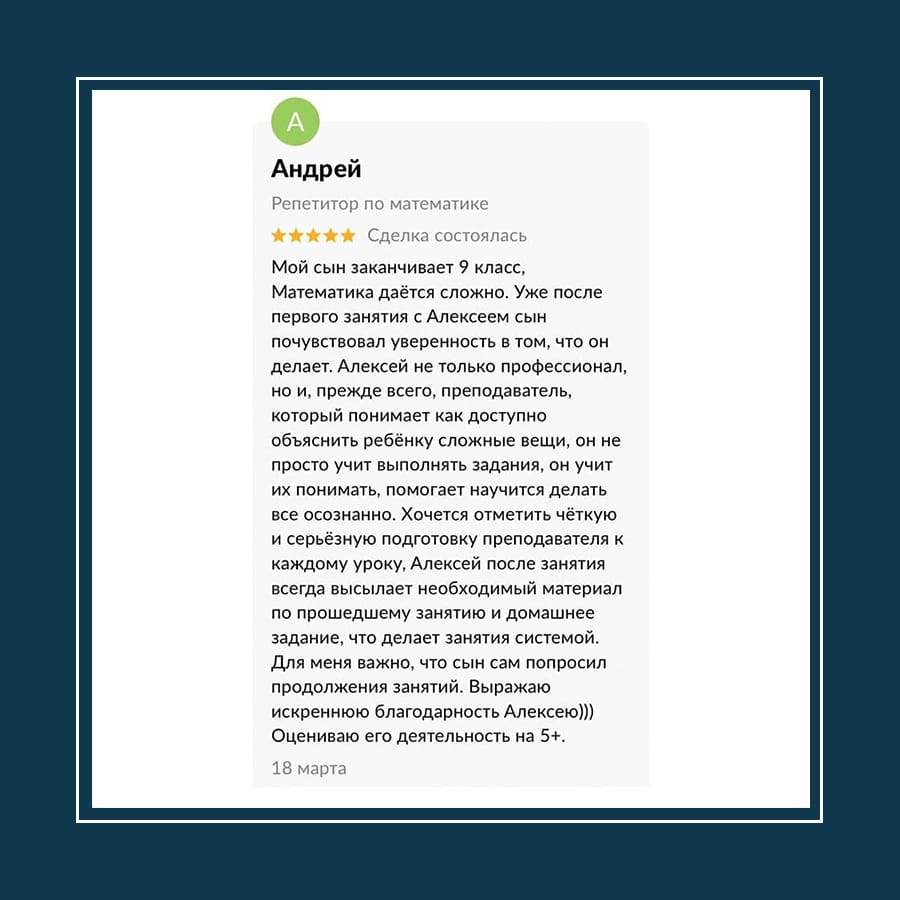 А
Андрей
Репетитор по математике
★★★★★ Сделка состоялась
Мой сын заканчивает 9 класс,
Математика даётся сложно. Уже после
первого занятия с Алексеем сын
почувствовал уверенность в том, что он
делает. Алексей не только профессионал,
но и, прежде всего, преподаватель,
который понимает как доступно
объяснить ребёнку сложные вещи, он не
просто учит выполнять задания, он учит
их понимать, помогает научится делать
все осознанно. Хочется отметить чёткую
и серьёзную подготовку преподавателя к
каждому уроку, Алексей после занятия
всегда высылает необходимый материал
по прошедшему занятию и домашнее
задание, что делает занятия системой.
Для меня важно, что сын сам попросил
продолжения занятий. Выражаю
искреннюю благодарность Алексею)))
Оцениваю его деятельность на 5+.
18 марта